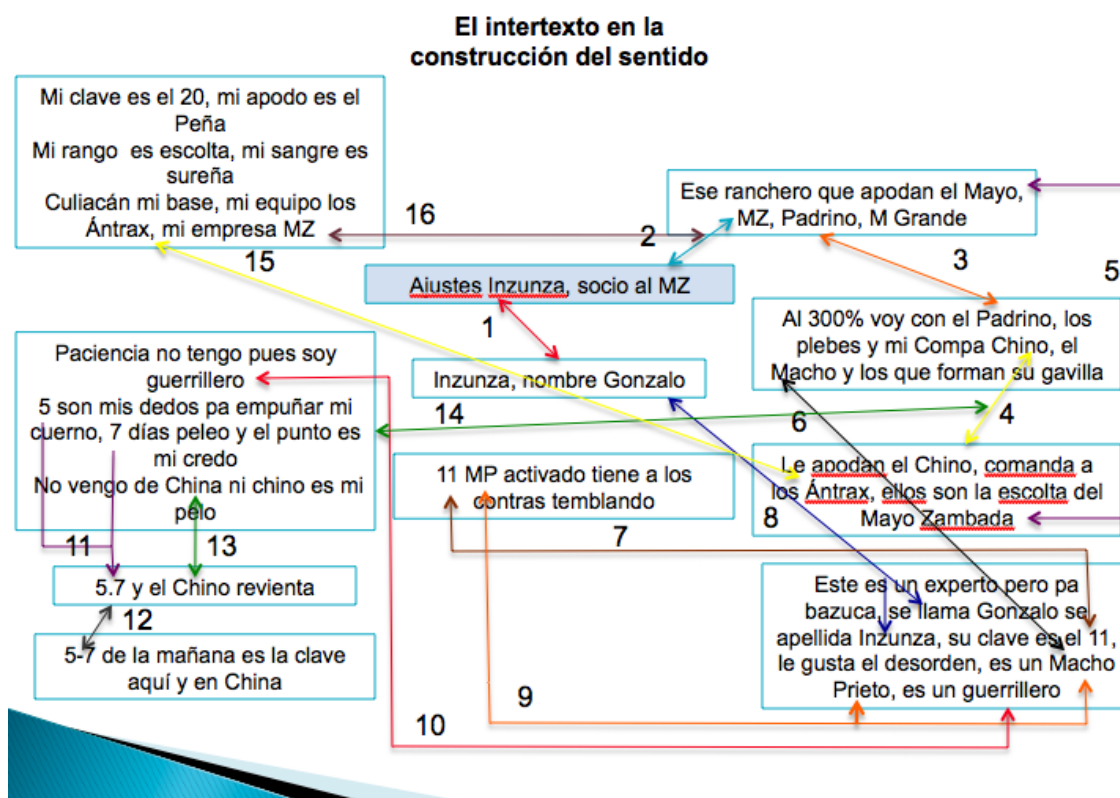 El intertexto en la
construcción del sentido
Mi clave es el 20, mi apodo es el
Peña
Mi rango es escolta, mi sangre es
sureña
Culiacán mi base, mi equipo los
Ántrax, mi empresa MZ
16
15
2
Ese ranchero que apodan el Mayo,
MZ, Padrino, M Grande
3
5
Ajustes Inzunza, socio al MZ
1
Inzunza, nombre Gonzalo
Al 300% voy con el Padrino, los
plebes y mi Compa Chino, el
Macho y los que forman su gavilla
Paciencia no tengo pues soy
guerrillero
5 son mis dedos pa empuñar mi
cuerno, 7 días peleo y el punto es
mi credo
No vengo de China ni chino es mi
pelo
14
6
4
11 MP activado tiene a los
contras temblando
Le apodan el Chino, comanda a
los Ántrax, ellos son la escolta del
Mayo Zambada
8
7
11
13
5.7 y el Chino revienta
12
5-7 de la mañana es la clave
aquí y en China
Este es un experto pero pa
bazuca, se llama Gonzalo se
apellida Inzunza, su clave es el 11,
le gusta el desorden, es un Macho
Prieto, es un guerrillero
9
10